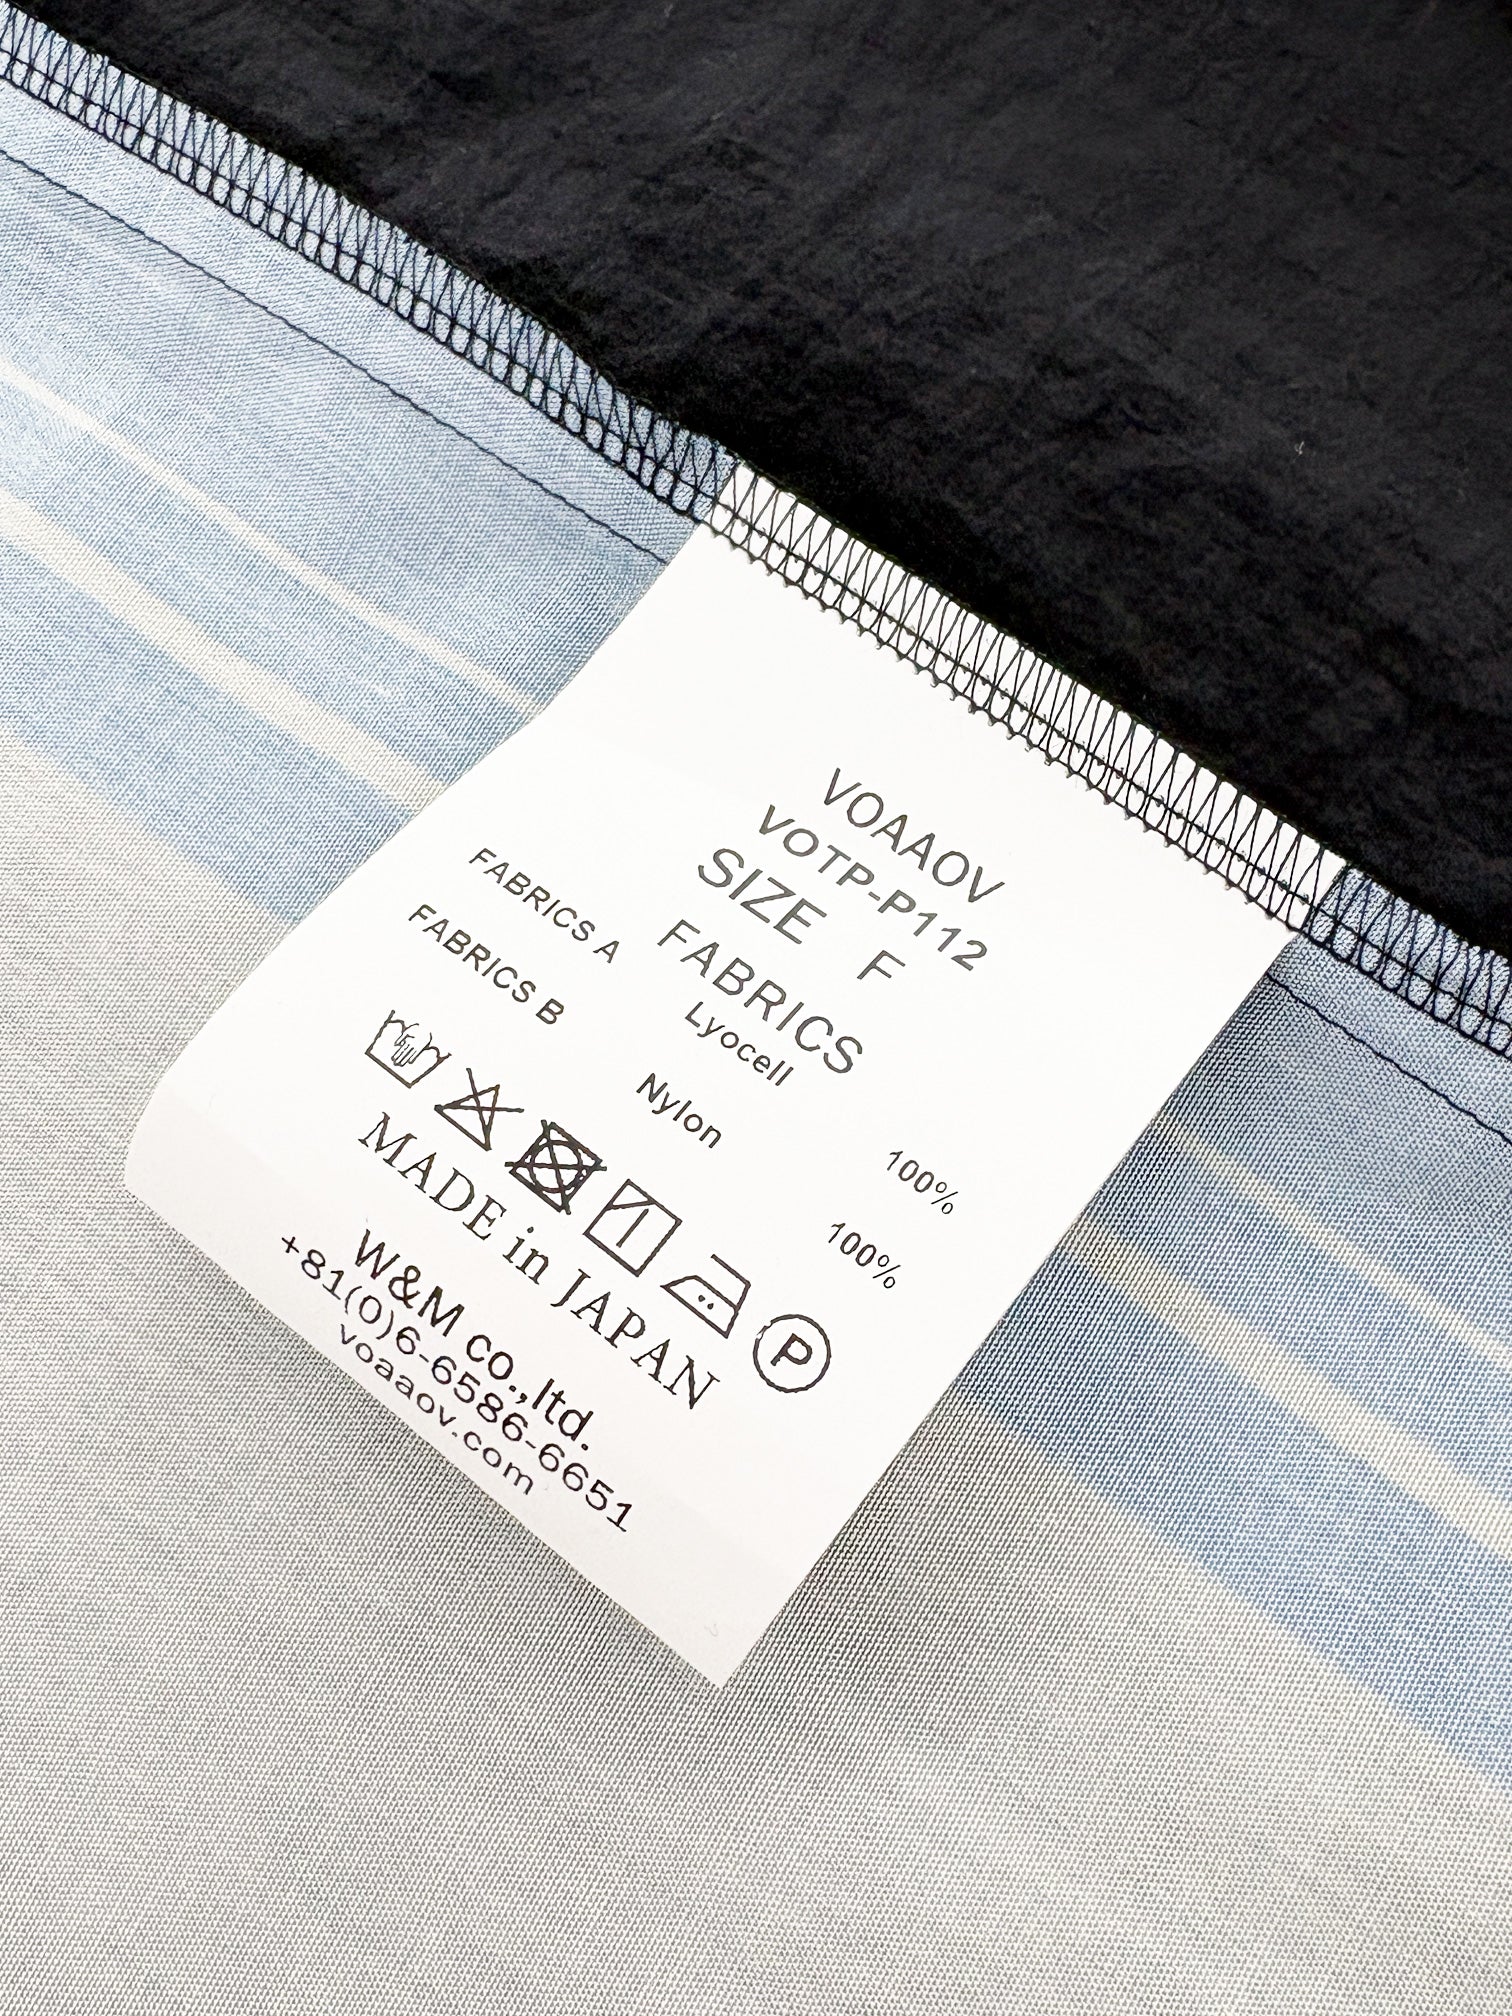 VOAAOV
VOTP-P112
SIZE F
FABRICS
FABRICS A Lyocell 100%
FABRICS B Nylon 100%
P
MADE in JAPAN
W&M co.,ltd.
+81(0)6-6586-6651
voaaov.com